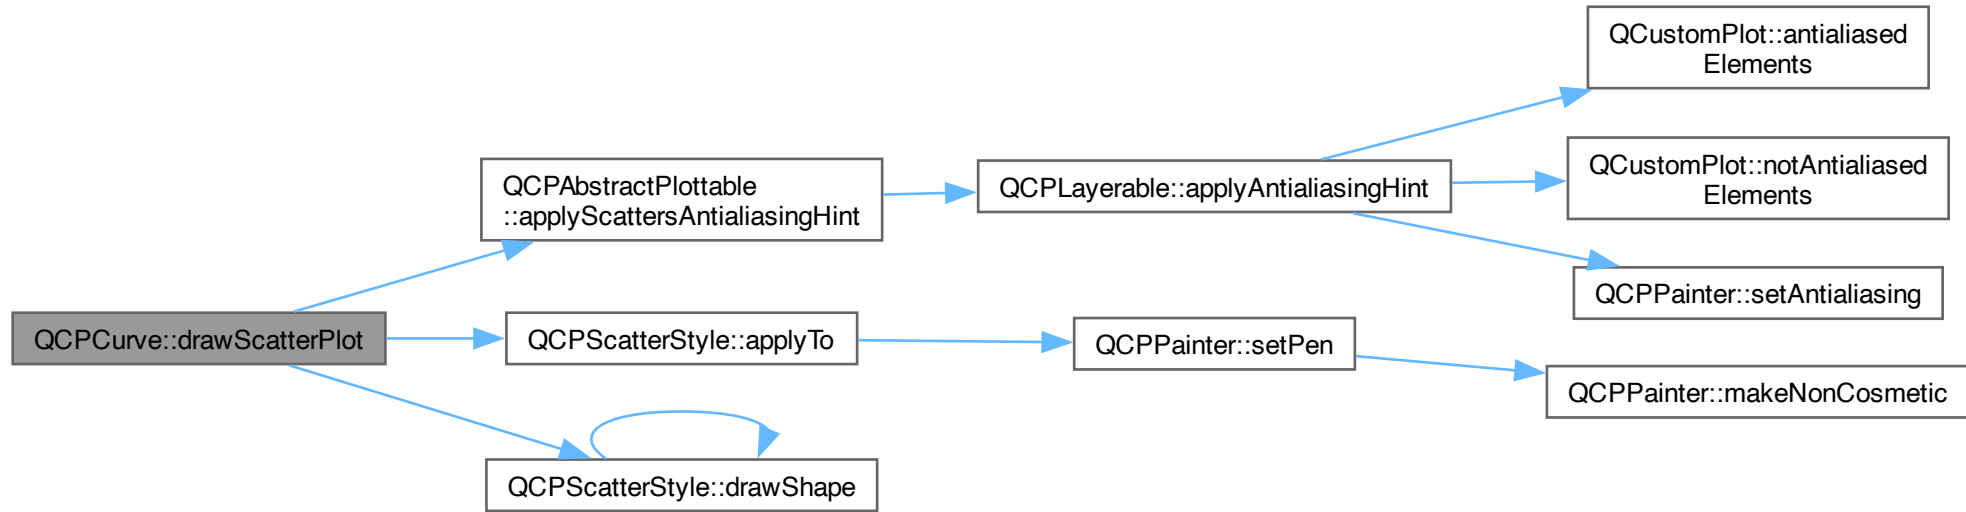 QCustomPlot::antialiased
Elements
QCPAbstractPlottable
::applyScattersAntialiasingHint
QCPLayerable::applyAntialiasingHint
QCustomPlot::notAntialiased
Elements
QCPPainter::setAntialiasing
QCPCurve::drawScatterPlot
QCPScatterStyle::applyTo
QCPPainter::setPen
QCPPainter::makeNonCosmetic
QCPScatterStyle::drawShape